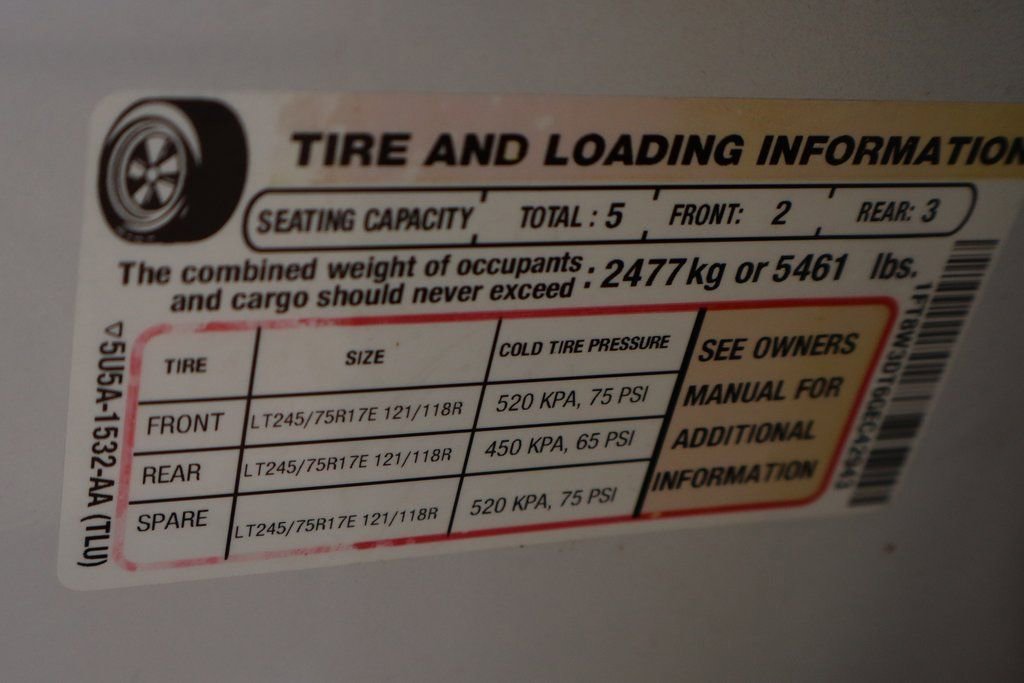 TIRE AND LOADING INFORMATION
SEATING CAPACITY TOTAL : 5 FRONT: 2 REAR: 3
The combined weight of occupants
and cargo should never exceed : 2477kg or 5461 lbs.
TIRE SIZE COLD TIRE PRESSURE
FRONT LT245/75R17E 121/118R 520 KPA, 75 PSI
REAR LT245/75R17E 121/118R 450 KPA, 65 PSI
SPARE LT245/75R17E 121/118R 520 KPA, 75 PSI
SEE OWNERS
MANUAL FOR
ADDITIONAL
INFORMATION
▽5U5A-1532-AA (TLU)